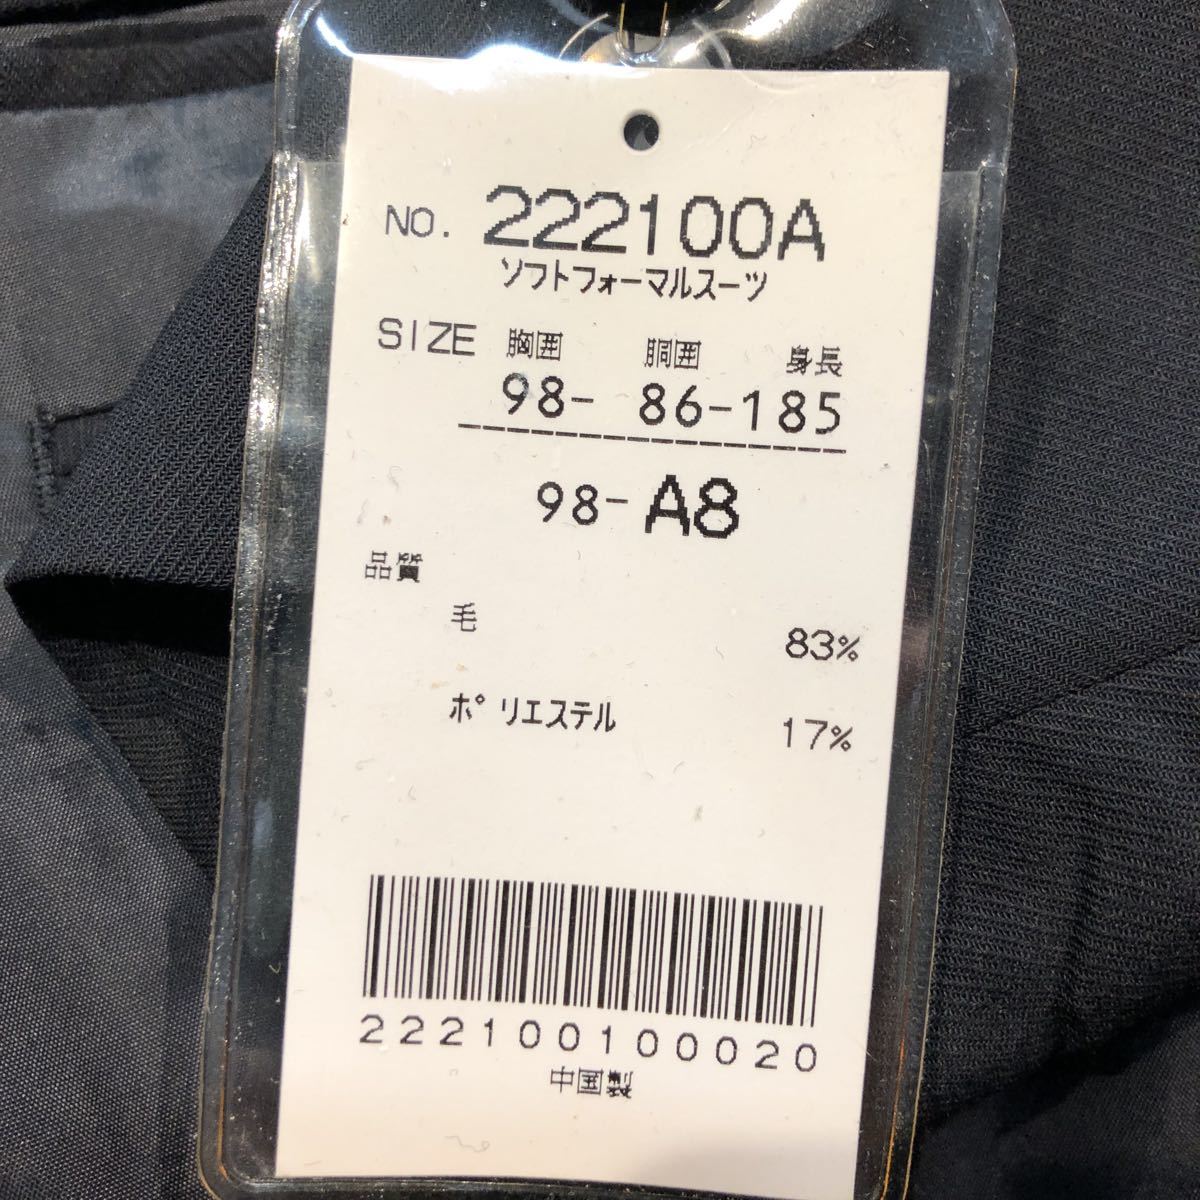 NO. 222100A
ソフトフォーマルスーツ
SIZE 胸囲 胴囲 身長
98- 86-185
98-A8
品質
毛 83%
ポリエステル 17%
222100100020
中国製